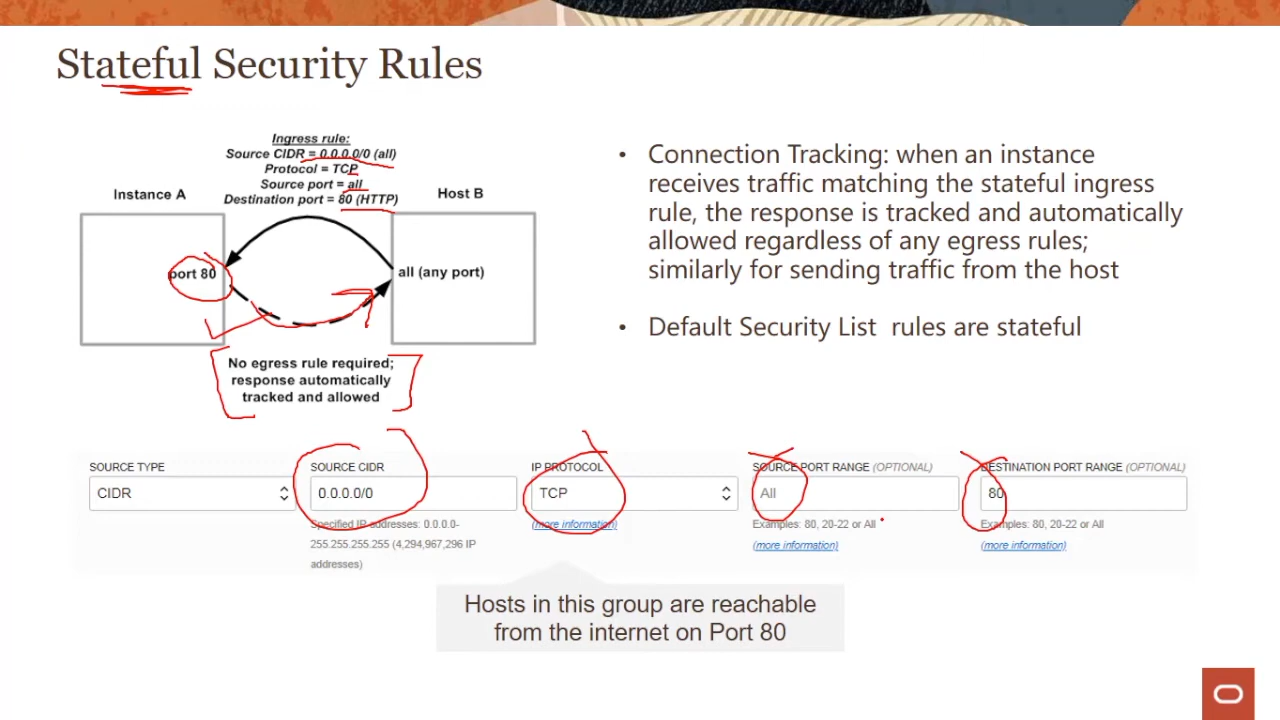 Stateful Security Rules
Ingress rule:
Source CIDR = 0.0.0.0/0 (all)
Protocol = TCP
Source port = all
Destination port = 80 (HTTP)
Instance A
Host B
port 80
all (any port)
No egress rule required;
response automatically
tracked and allowed
• Connection Tracking: when an instance
receives traffic matching the stateful ingress
rule, the response is tracked and automatically
allowed regardless of any egress rules;
similarly for sending traffic from the host
• Default Security List rules are stateful
SOURCE TYPE
CIDR
SOURCE CIDR
0.0.0.0/0
Specified IP addresses: 0.0.0.0-
255.255.255.255 (4,294,967,296 IP
addresses)
IP PROTOCOL
TCP
(more information)
SOURCE PORT RANGE (OPTIONAL)
All
Examples: 80, 20-22 or All
(more information)
DESTINATION PORT RANGE (OPTIONAL)
80
Examples: 80, 20-22 or All
(more information)
Hosts in this group are reachable
from the internet on Port 80